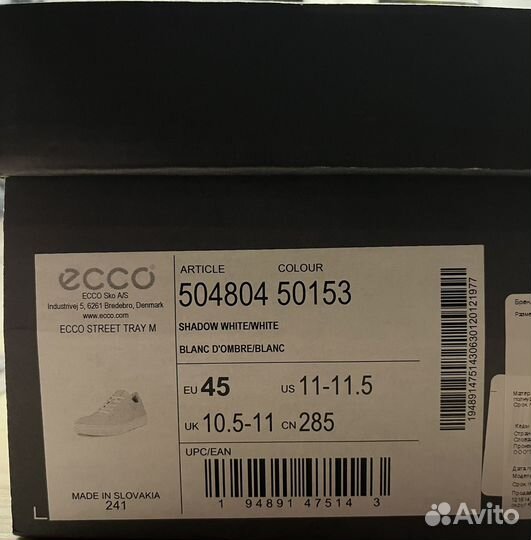 ecco
ECCO Sko A/S
Industrivej 5, 6261 Bredebro, Denmark
www.ecco.com
ECCO STREET TRAY M
MADE IN SLOVAKIA
241
ARTICLE COLOUR
504804 50153
SHADOW WHITE/WHITE
BLANC D'OMBRE/BLANC
EU 45 US 11-11.5
UK 10.5-11 CN 285
UPC/EAN
1 94891 47514 3
Avito